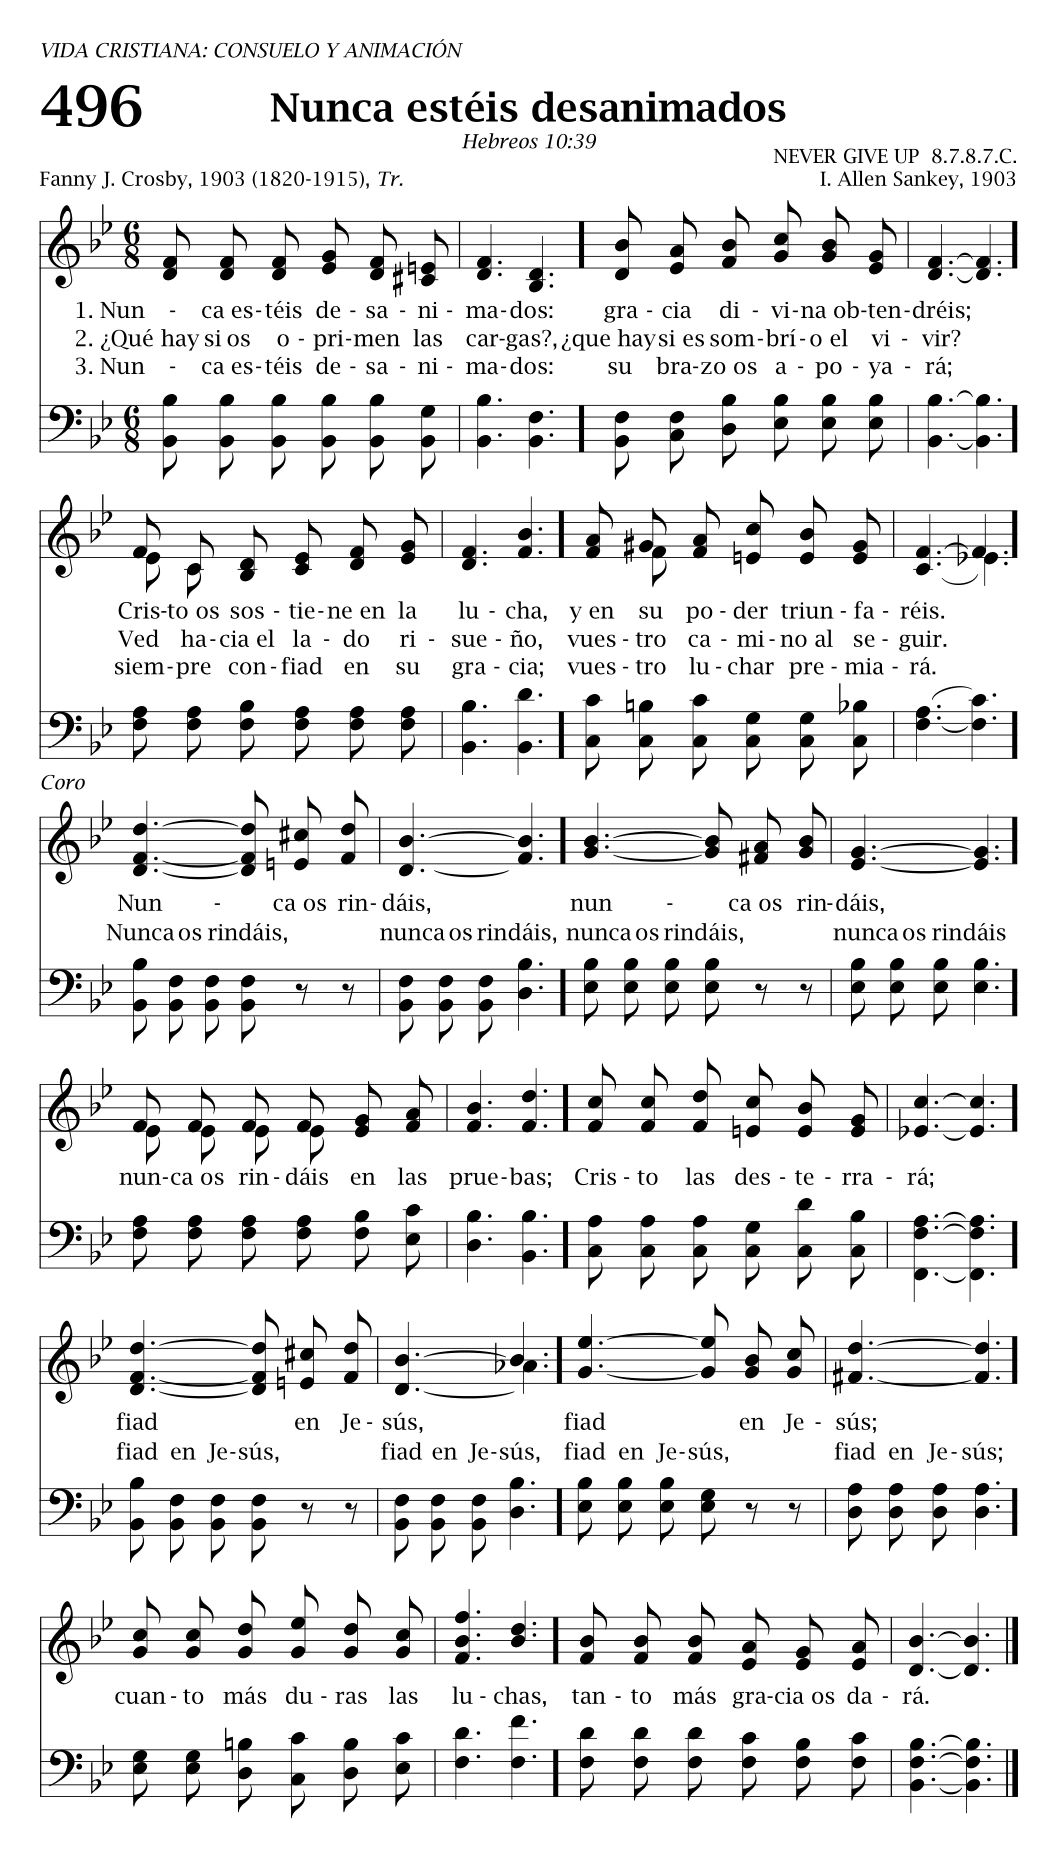 VIDA CRISTIANA: CONSUELO Y ANIMACIÓN
496 Nunca estéis desanimados
Hebreos 10:39
NEVER GIVE UP 8.7.8.7.C.
Fanny J. Crosby, 1903 (1820-1915), Tr. I. Allen Sankey, 1903
1. Nun - ca es-téis de - sa - ni - ma-dos: gra - cia di - vi-na ob-ten-dréis;
2. ¿Qué hay si os o - pri-men las car-gas?, ¿que hay si es som-brí-o el vi - vir?
3. Nun - ca es-téis de - sa - ni - ma-dos: su bra-zo os a - po - ya - rá;
Cris-to os sos - tie-ne en la lu - cha, y en su po - der triun - fa - réis.
Ved ha-cia el la - do ri - sue - ño, vues - tro ca - mi - no al se - guir.
siem-pre con-fiad en su gra - cia; vues - tro lu - char pre - mia - rá.
Coro
Nun - ca os rin-dáis, nun - ca os rin-dáis,
Nunca os rindáis, nunca os rindáis, nunca os rindáis, nunca os rindáis
nun-ca os rin-dáis en las prue-bas; Cris - to las des - te - rra - rá;
fiad en Je - sús, fiad en Je - sús;
fiad en Je-sús, fiad en Je-sús, fiad en Je-sús, fiad en Je-sús;
cuan - to más du - ras las lu - chas, tan - to más gra-cia os da - rá.